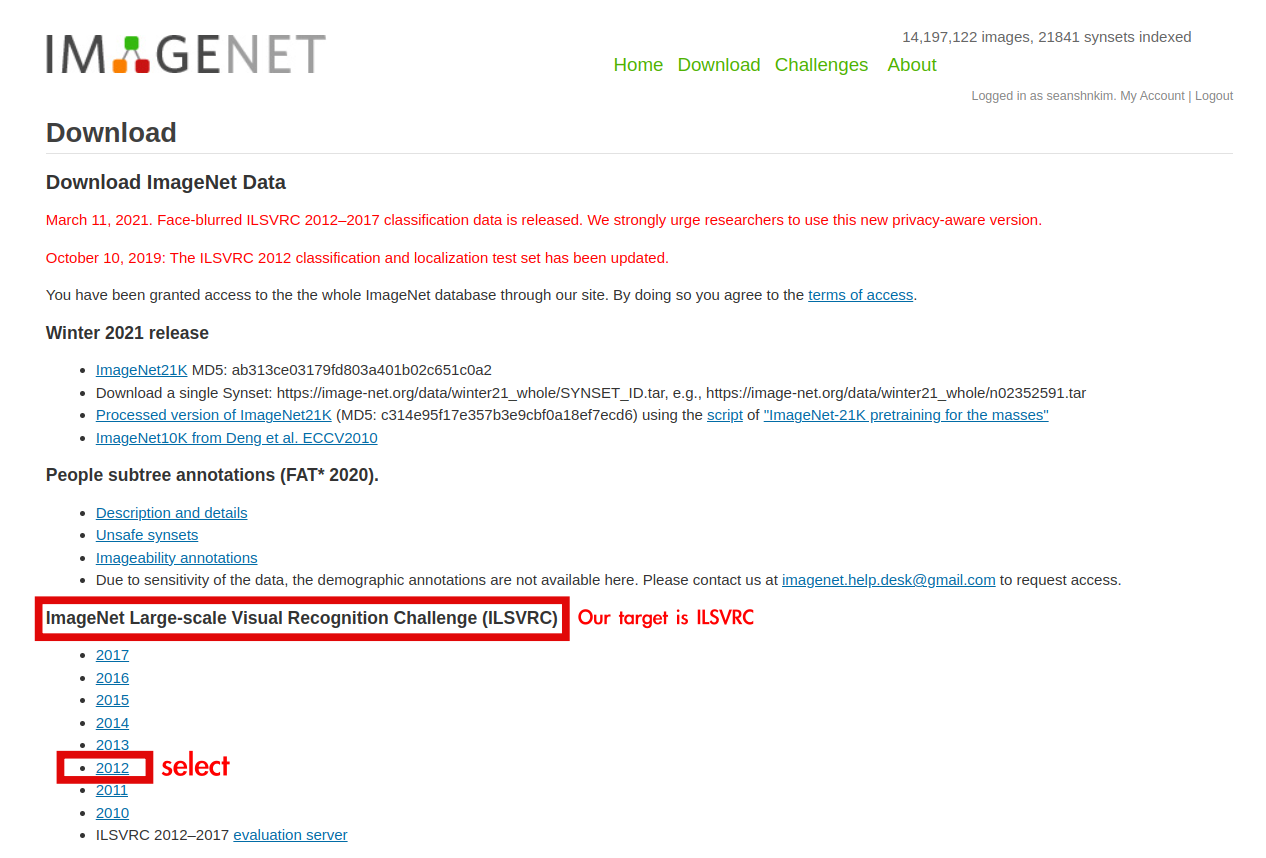 IMAGENET
14,197,122 images, 21841 synsets indexed
Home Download Challenges About
Logged in as seanshnkim. My Account | Logout
Download
Download ImageNet Data
March 11, 2021. Face-blurred ILSVRC 2012–2017 classification data is released. We strongly urge researchers to use this new privacy-aware version.
October 10, 2019: The ILSVRC 2012 classification and localization test set has been updated.
You have been granted access to the the whole ImageNet database through our site. By doing so you agree to the terms of access.
Winter 2021 release
ImageNet21K MD5: ab313ce03179fd803a401b02c651c0a2
Download a single Synset: https://image-net.org/data/winter21_whole/SYNSET_ID.tar, e.g., https://image-net.org/data/winter21_whole/n02352591.tar
Processed version of ImageNet21K (MD5: c314e95f17e357b3e9cbf0a18ef7ecd6) using the script of "ImageNet-21K pretraining for the masses"
ImageNet10K from Deng et al. ECCV2010
People subtree annotations (FAT* 2020).
Description and details
Unsafe synsets
Imageability annotations
Due to sensitivity of the data, the demographic annotations are not available here. Please contact us at imagenet.help.desk@gmail.com to request access.
ImageNet Large-scale Visual Recognition Challenge (ILSVRC) Our target is ILSVRC
2017
2016
2015
2014
2013
2012 select
2011
2010
ILSVRC 2012–2017 evaluation server